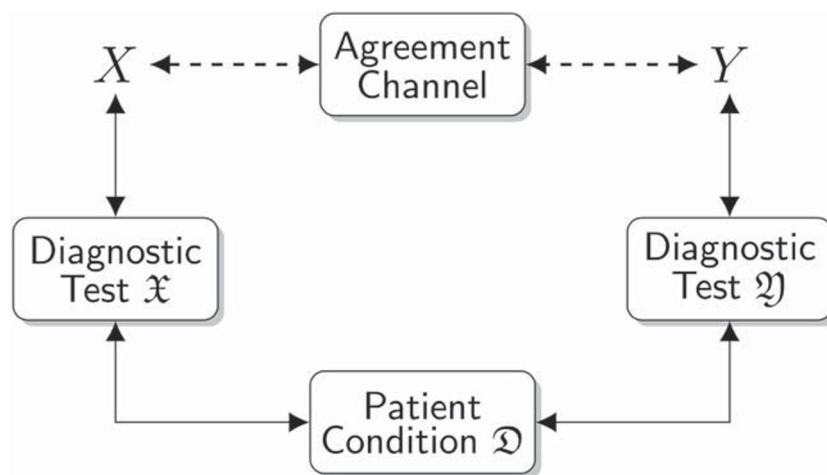 X
Agreement
Channel
Y
Diagnostic
Test 𝔛
Diagnostic
Test 𝔜
Patient
Condition 𝔇